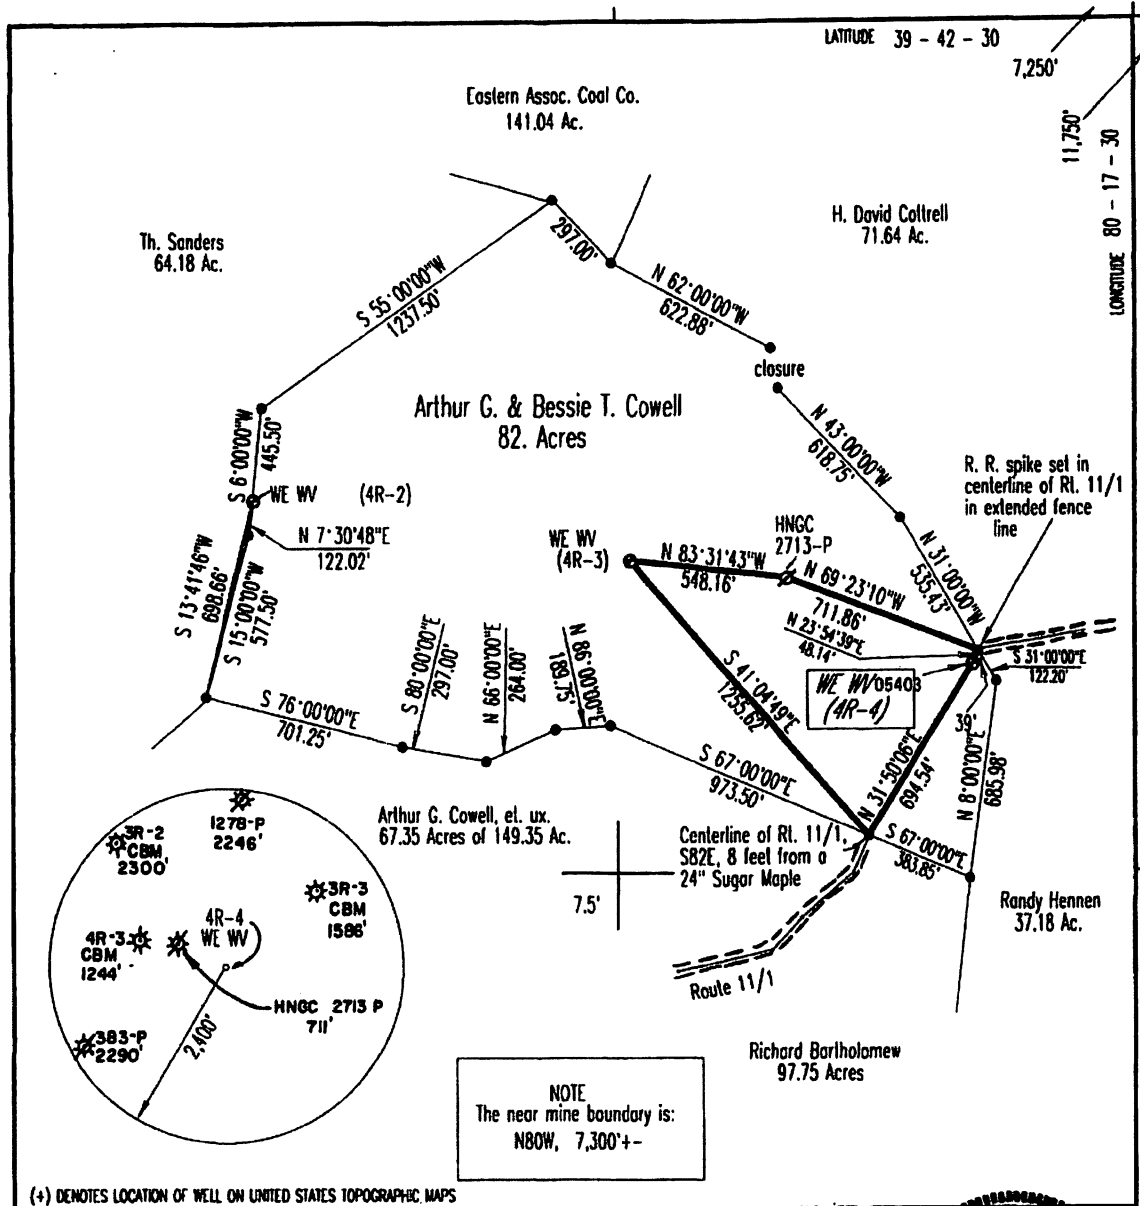 LATITUDE 39 - 42 - 30
7,250'
11,750'
LONGITUDE 80 - 17 - 30
Eastern Assoc. Coal Co.
141.04 Ac.
Th. Sanders
64.18 Ac.
H. David Cottrell
71.64 Ac.
297.00'
N 62°00'00"W
622.88'
S 55°00'00"W
1237.50'
closure
Arthur G. & Bessie T. Cowell
82. Acres
N 43°00'00"W
618.75'
S 6°00'00"W
445.50'
WE WV (4R-2)
N 7°30'48"E
122.02'
S 13°41'46"W
698.66'
S 15°00'00"W
577.50'
R. R. spike set in
centerline of Rt. 11/1
in extended fence
line
HNGC
2713-P
WE WV
(4R-3)
N 83°31'43"W
548.16'
N 69°23'10"W
711.86'
N 31°00'00"W
535.43'
N 23°54'39"E
48.14'
S 31°00'00"E
122.20'
WE WV 05403
(4R-4)
39'
S 41°04'49"E
1255.62'
N 31°50'06"E
694.54'
N 8°00'00"E
685.98'
S 76°00'00"E
701.25'
S 80°00'00"E
297.00'
N 66°00'00"E
264.00'
N 86°00'00"E
189.75'
S 67°00'00"E
973.50'
S 67°00'00"E
383.85'
Arthur G. Cowell, et. ux.
67.35 Acres of 149.35 Ac.
Centerline of Rt. 11/1,
S82E, 8 feet from a
24" Sugar Maple
7.5'
Randy Hennen
37.18 Ac.
Route 11/1
Richard Bartholomew
97.75 Acres
1278-P
2246'
3R-2
CBM
2300'
3R-3
CBM
1586'
4R-4
WE WV
4R-3
CBM
1244'
HNGC 2713 P
711'
383-P
2290'
2,400'
NOTE
The near mine boundary is:
N80W, 7,300'+-
(+) DENOTES LOCATION OF WELL ON UNITED STATES TOPOGRAPHIC MAPS